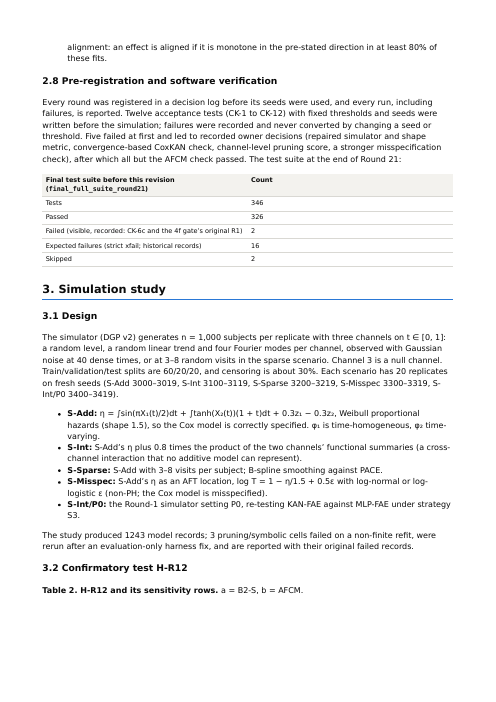 alignment: an effect is aligned if it is monotone in the pre-stated direction in at least 80% of
these fits.
2.8 Pre-registration and software verification
Every round was registered in a decision log before its seeds were used, and every run, including
failures, is reported. Twelve acceptance tests (CK-1 to CK-12) with fixed thresholds and seeds were
written before the simulation; failures were recorded and never converted by changing a seed or
threshold. Five failed at first and led to recorded owner decisions (repaired simulator and shape
metric, convergence-based CoxKAN check, channel-level pruning score, a stronger misspecification
check), after which all but the AFCM check passed. The test suite at the end of Round 21:
Final test suite before this revision Count
(final_full_suite_round21)
Tests 346
Passed 326
Failed (visible, recorded: CK-6c and the 4f gate's original R1) 2
Expected failures (strict xfail; historical records) 16
Skipped 2
3. Simulation study
3.1 Design
The simulator (DGP v2) generates n = 1,000 subjects per replicate with three channels on t ∈ [0, 1]:
a random level, a random linear trend and four Fourier modes per channel, observed with Gaussian
noise at 40 dense times, or at 3–8 random visits in the sparse scenario. Channel 3 is a null channel.
Train/validation/test splits are 60/20/20, and censoring is about 30%. Each scenario has 20 replicates
on fresh seeds (S-Add 3000–3019, S-Int 3100–3119, S-Sparse 3200–3219, S-Misspec 3300–3319, S-
Int/P0 3400–3419).
• S-Add: η = ∫sin(πX₁(t)/2)dt + ∫tanh(X₂(t))(1 + t)dt + 0.3z₁ − 0.3z₂, Weibull proportional
hazards (shape 1.5), so the Cox model is correctly specified. φ₁ is time-homogeneous, φ₂ time-
varying.
• S-Int: S-Add's η plus 0.8 times the product of the two channels' functional summaries (a cross-
channel interaction that no additive model can represent).
• S-Sparse: S-Add with 3–8 visits per subject; B-spline smoothing against PACE.
• S-Misspec: S-Add's η as an AFT location, log T = 1 − η/1.5 + 0.5ε with log-normal or log-
logistic ε (non-PH; the Cox model is misspecified).
• S-Int/P0: the Round-1 simulator setting P0, re-testing KAN-FAE against MLP-FAE under strategy
S3.
The study produced 1243 model records; 3 pruning/symbolic cells failed on a non-finite refit, were
rerun after an evaluation-only harness fix, and are reported with their original failed records.
3.2 Confirmatory test H-R12
Table 2. H-R12 and its sensitivity rows. a = B2-S, b = AFCM.